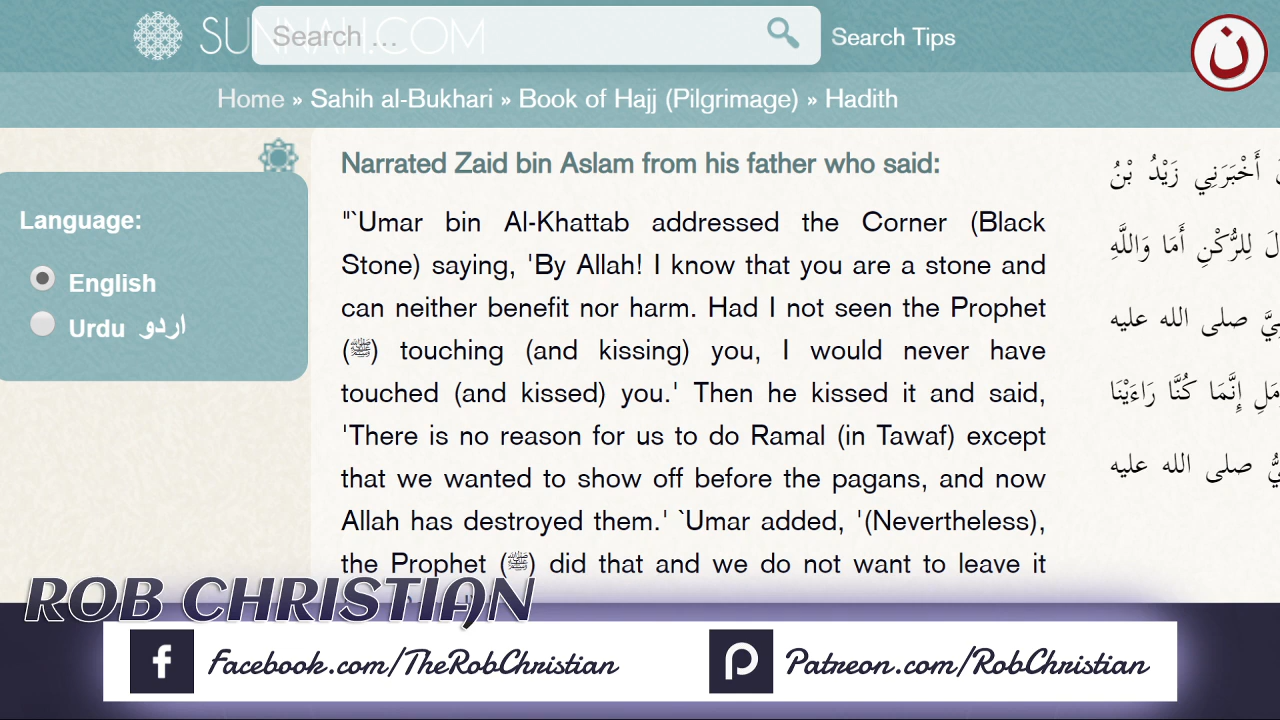 SUNNAH.COM
Search ...
Search Tips
ن
Home » Sahih al-Bukhari » Book of Hajj (Pilgrimage) » Hadith
Language:
English
Urdu اردو
Narrated Zaid bin Aslam from his father who said:
"`Umar bin Al-Khattab addressed the Corner (Black
Stone) saying, 'By Allah! I know that you are a stone and
can neither benefit nor harm. Had I not seen the Prophet
(ﷺ) touching (and kissing) you, I would never have
touched (and kissed) you.' Then he kissed it and said,
'There is no reason for us to do Ramal (in Tawaf) except
that we wanted to show off before the pagans, and now
Allah has destroyed them.' `Umar added, '(Nevertheless),
the Prophet (ﷺ) did that and we do not want to leave it
أَخْبَرَنِي زَيْدُ بْنُ
لِلرُّكْنِ أَمَا وَاللَّهِ
صلى الله عليه
إِنَّمَا كُنَّا رَاءَيْنَا
صلى الله عليه
ROB CHRISTIAN
Facebook.com/TheRobChristian
Patreon.com/RobChristian